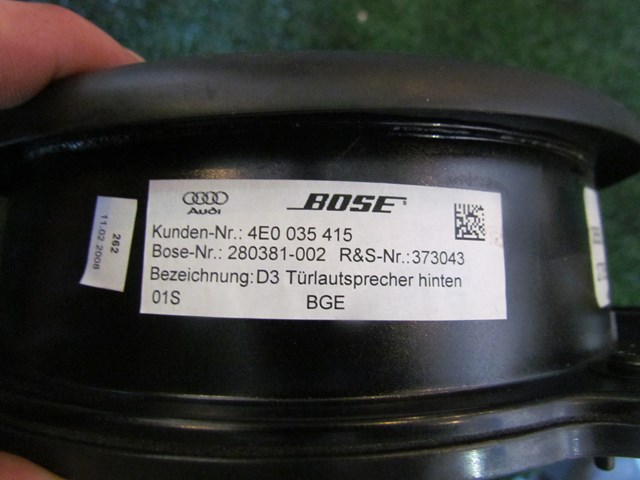 Audi
BOSE
Kunden-Nr.: 4E0 035 415
Bose-Nr.: 280381-002 R&S-Nr.:373043
Bezeichnung:D3 Türlautsprecher hinten
01S BGE
262
11.02 2008